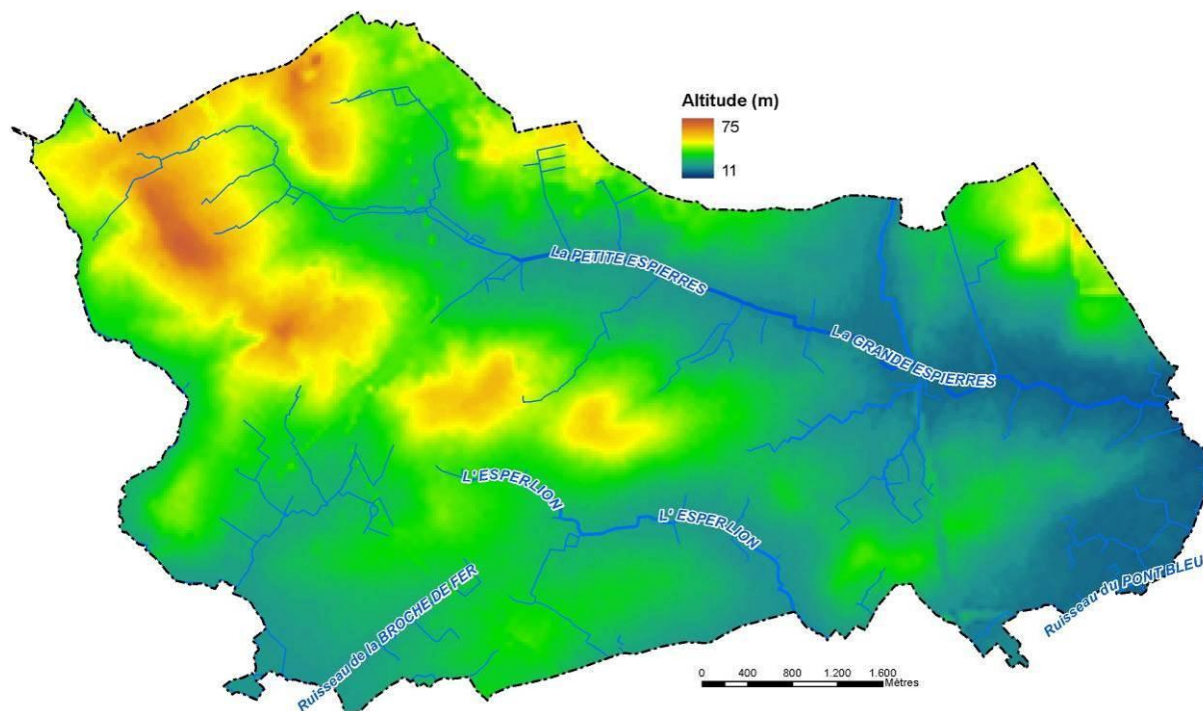 Altitude (m)
75
11
La PETITE ESPIERRES
La GRANDE ESPIERRES
L' ESPERLION
L' ESPERLION
Ruisseau de la BROCHE DE FER
Ruisseau du PONT BLEU
0 400 800 1.200 1.600
Mètres